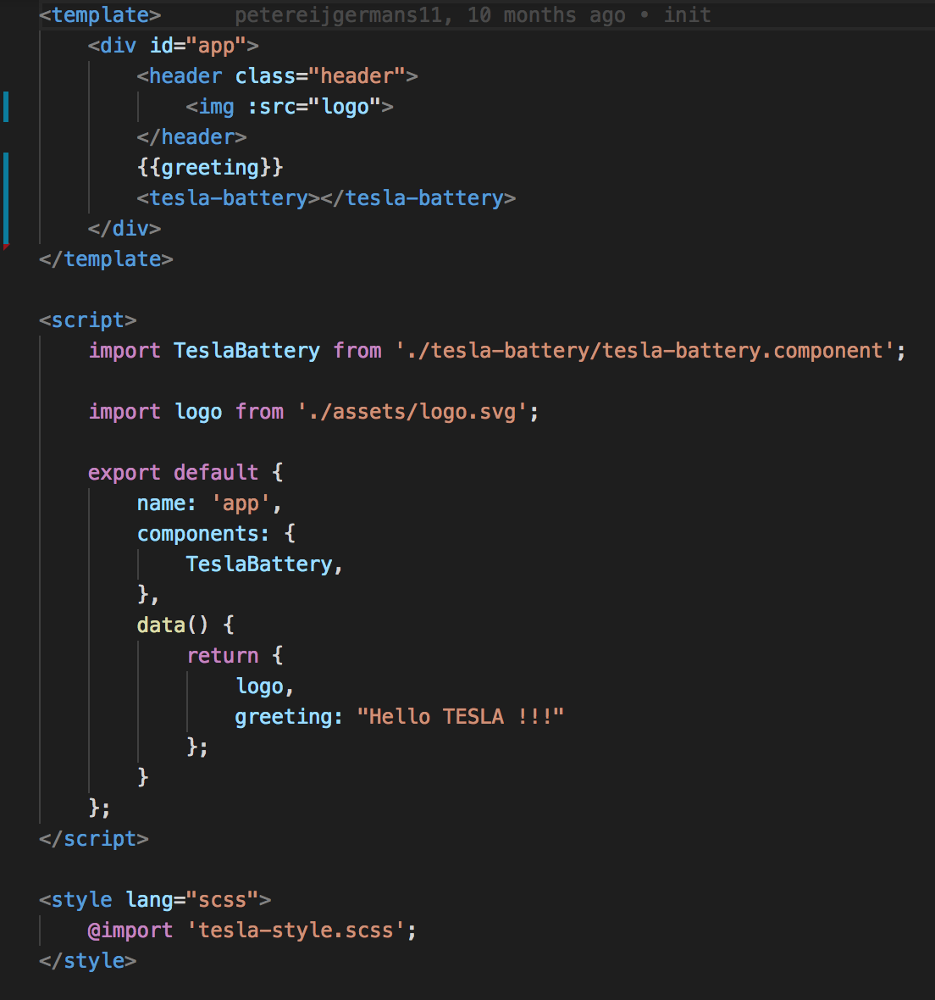 <template> petereijgermans11, 10 months ago • init
    <div id="app">
        <header class="header">
            <img :src="logo">
        </header>
        {{greeting}}
        <tesla-battery></tesla-battery>
    </div>
</template>

<script>
    import TeslaBattery from './tesla-battery/tesla-battery.component';

    import logo from './assets/logo.svg';

    export default {
        name: 'app',
        components: {
            TeslaBattery,
        },
        data() {
            return {
                logo,
                greeting: "Hello TESLA !!!"
            };
        }
    };
</script>

<style lang="scss">
    @import 'tesla-style.scss';
</style>